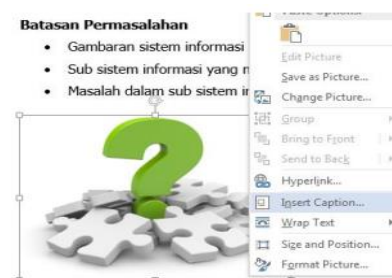 Batasan Permasalahan
• Gambaran sistem informasi
• Sub sistem informasi yang
• Masalah dalam sub sistem
Paste Options:
Edit Picture
Save as Picture...
Change Picture...
Group
Bring to Front
Send to Back
Hyperlink...
Insert Caption...
Wrap Text
Size and Position...
Format Picture...